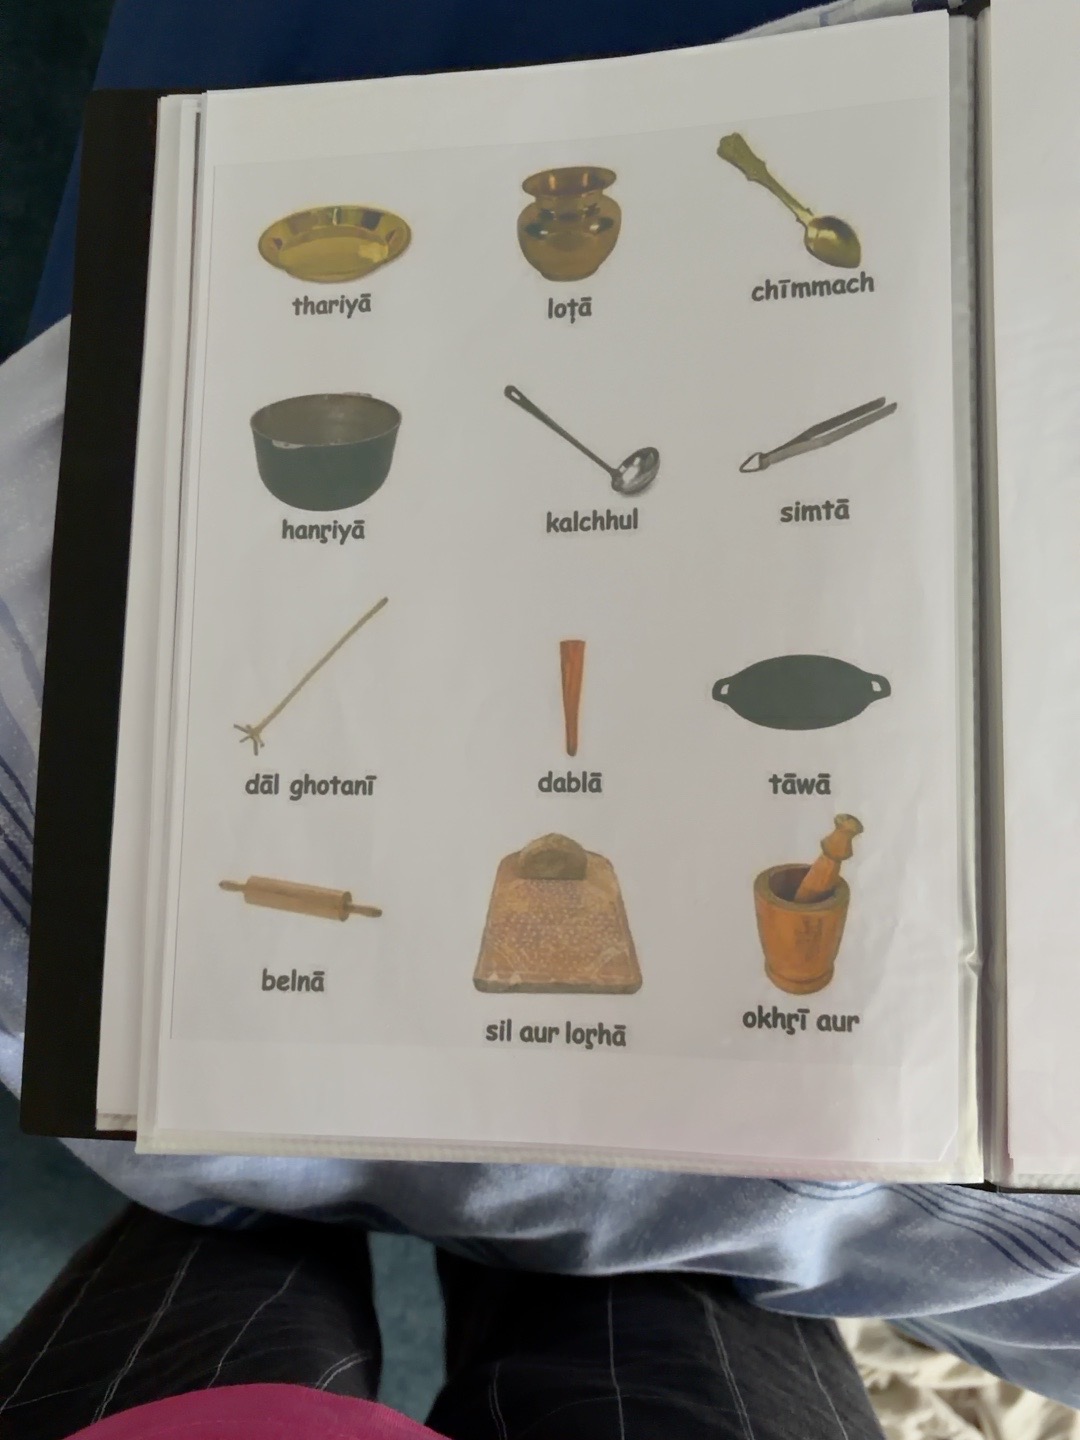 thariyā
loṭā
chīmmach
hanṛiyā
kalchhul
simtā
dāl ghotanī
dablā
tāwā
belnā
sil aur loṛhā
okhṛī aur